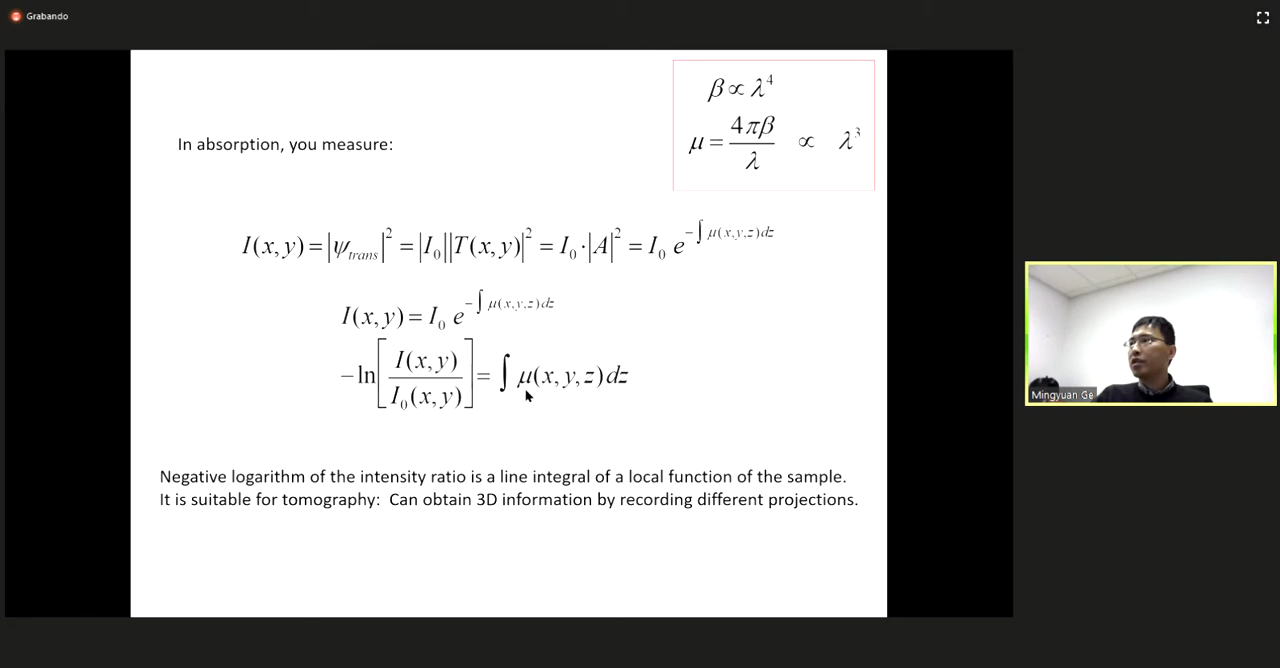 Grabando
β ∝ λ⁴
μ = 4πβ / λ ∝ λ³
In absorption, you measure:
I(x, y) = |ψ_trans|² = |I₀||T(x, y)|² = I₀ · |A|² = I₀ e^(−∫ μ(x,y,z)dz)
I(x, y) = I₀ e^(−∫ μ(x,y,z)dz)
−ln[I(x, y) / I₀(x, y)] = ∫ μ(x, y, z) dz
Mingyuan Ge
Negative logarithm of the intensity ratio is a line integral of a local function of the sample.
It is suitable for tomography: Can obtain 3D information by recording different projections.